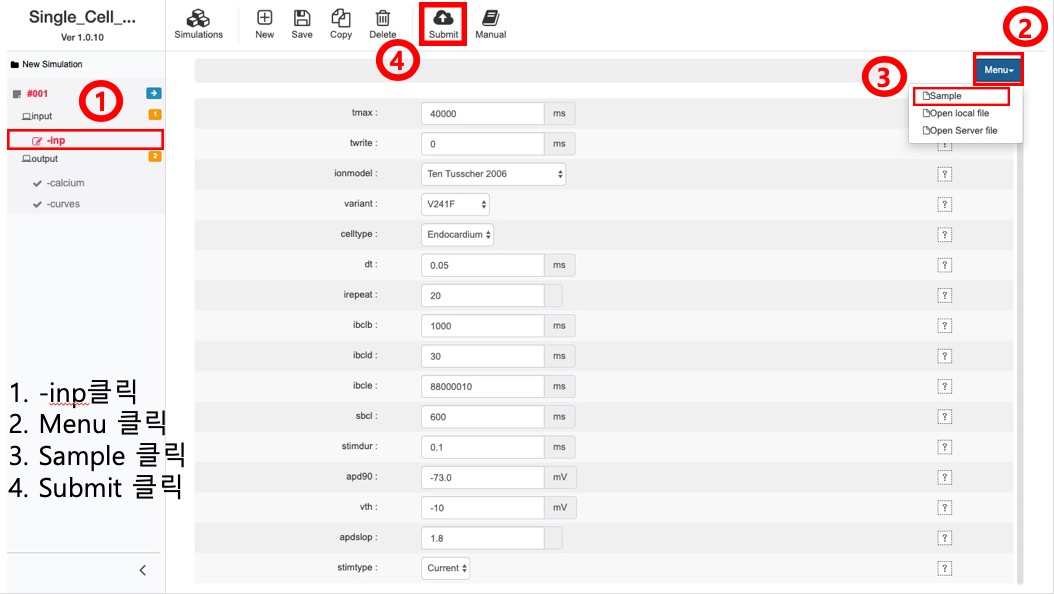 Single_Cell_...
Ver 1.0.10
Simulations
New
Save
Copy
Delete
Submit
Manual
4
2
3
Menu
Sample
Open local file
Open Server file
New Simulation
#001
1
input
1
-inp
output
2
-calcium
-curves
tmax : 40000 ms
twrite : 0 ms ?
ionmodel : Ten Tusscher 2006 ?
variant : V241F ?
celltype : Endocardium ?
dt : 0.05 ms ?
irepeat : 20 ?
ibclb : 1000 ms ?
ibcld : 30 ms ?
ibcle : 88000010 ms ?
sbcl : 600 ms ?
stimdur : 0.1 ms ?
apd90 : -73.0 mV ?
vth : -10 mV ?
apdslop : 1.8 ?
stimtype : Current ?
1. -inp클릭
2. Menu 클릭
3. Sample 클릭
4. Submit 클릭